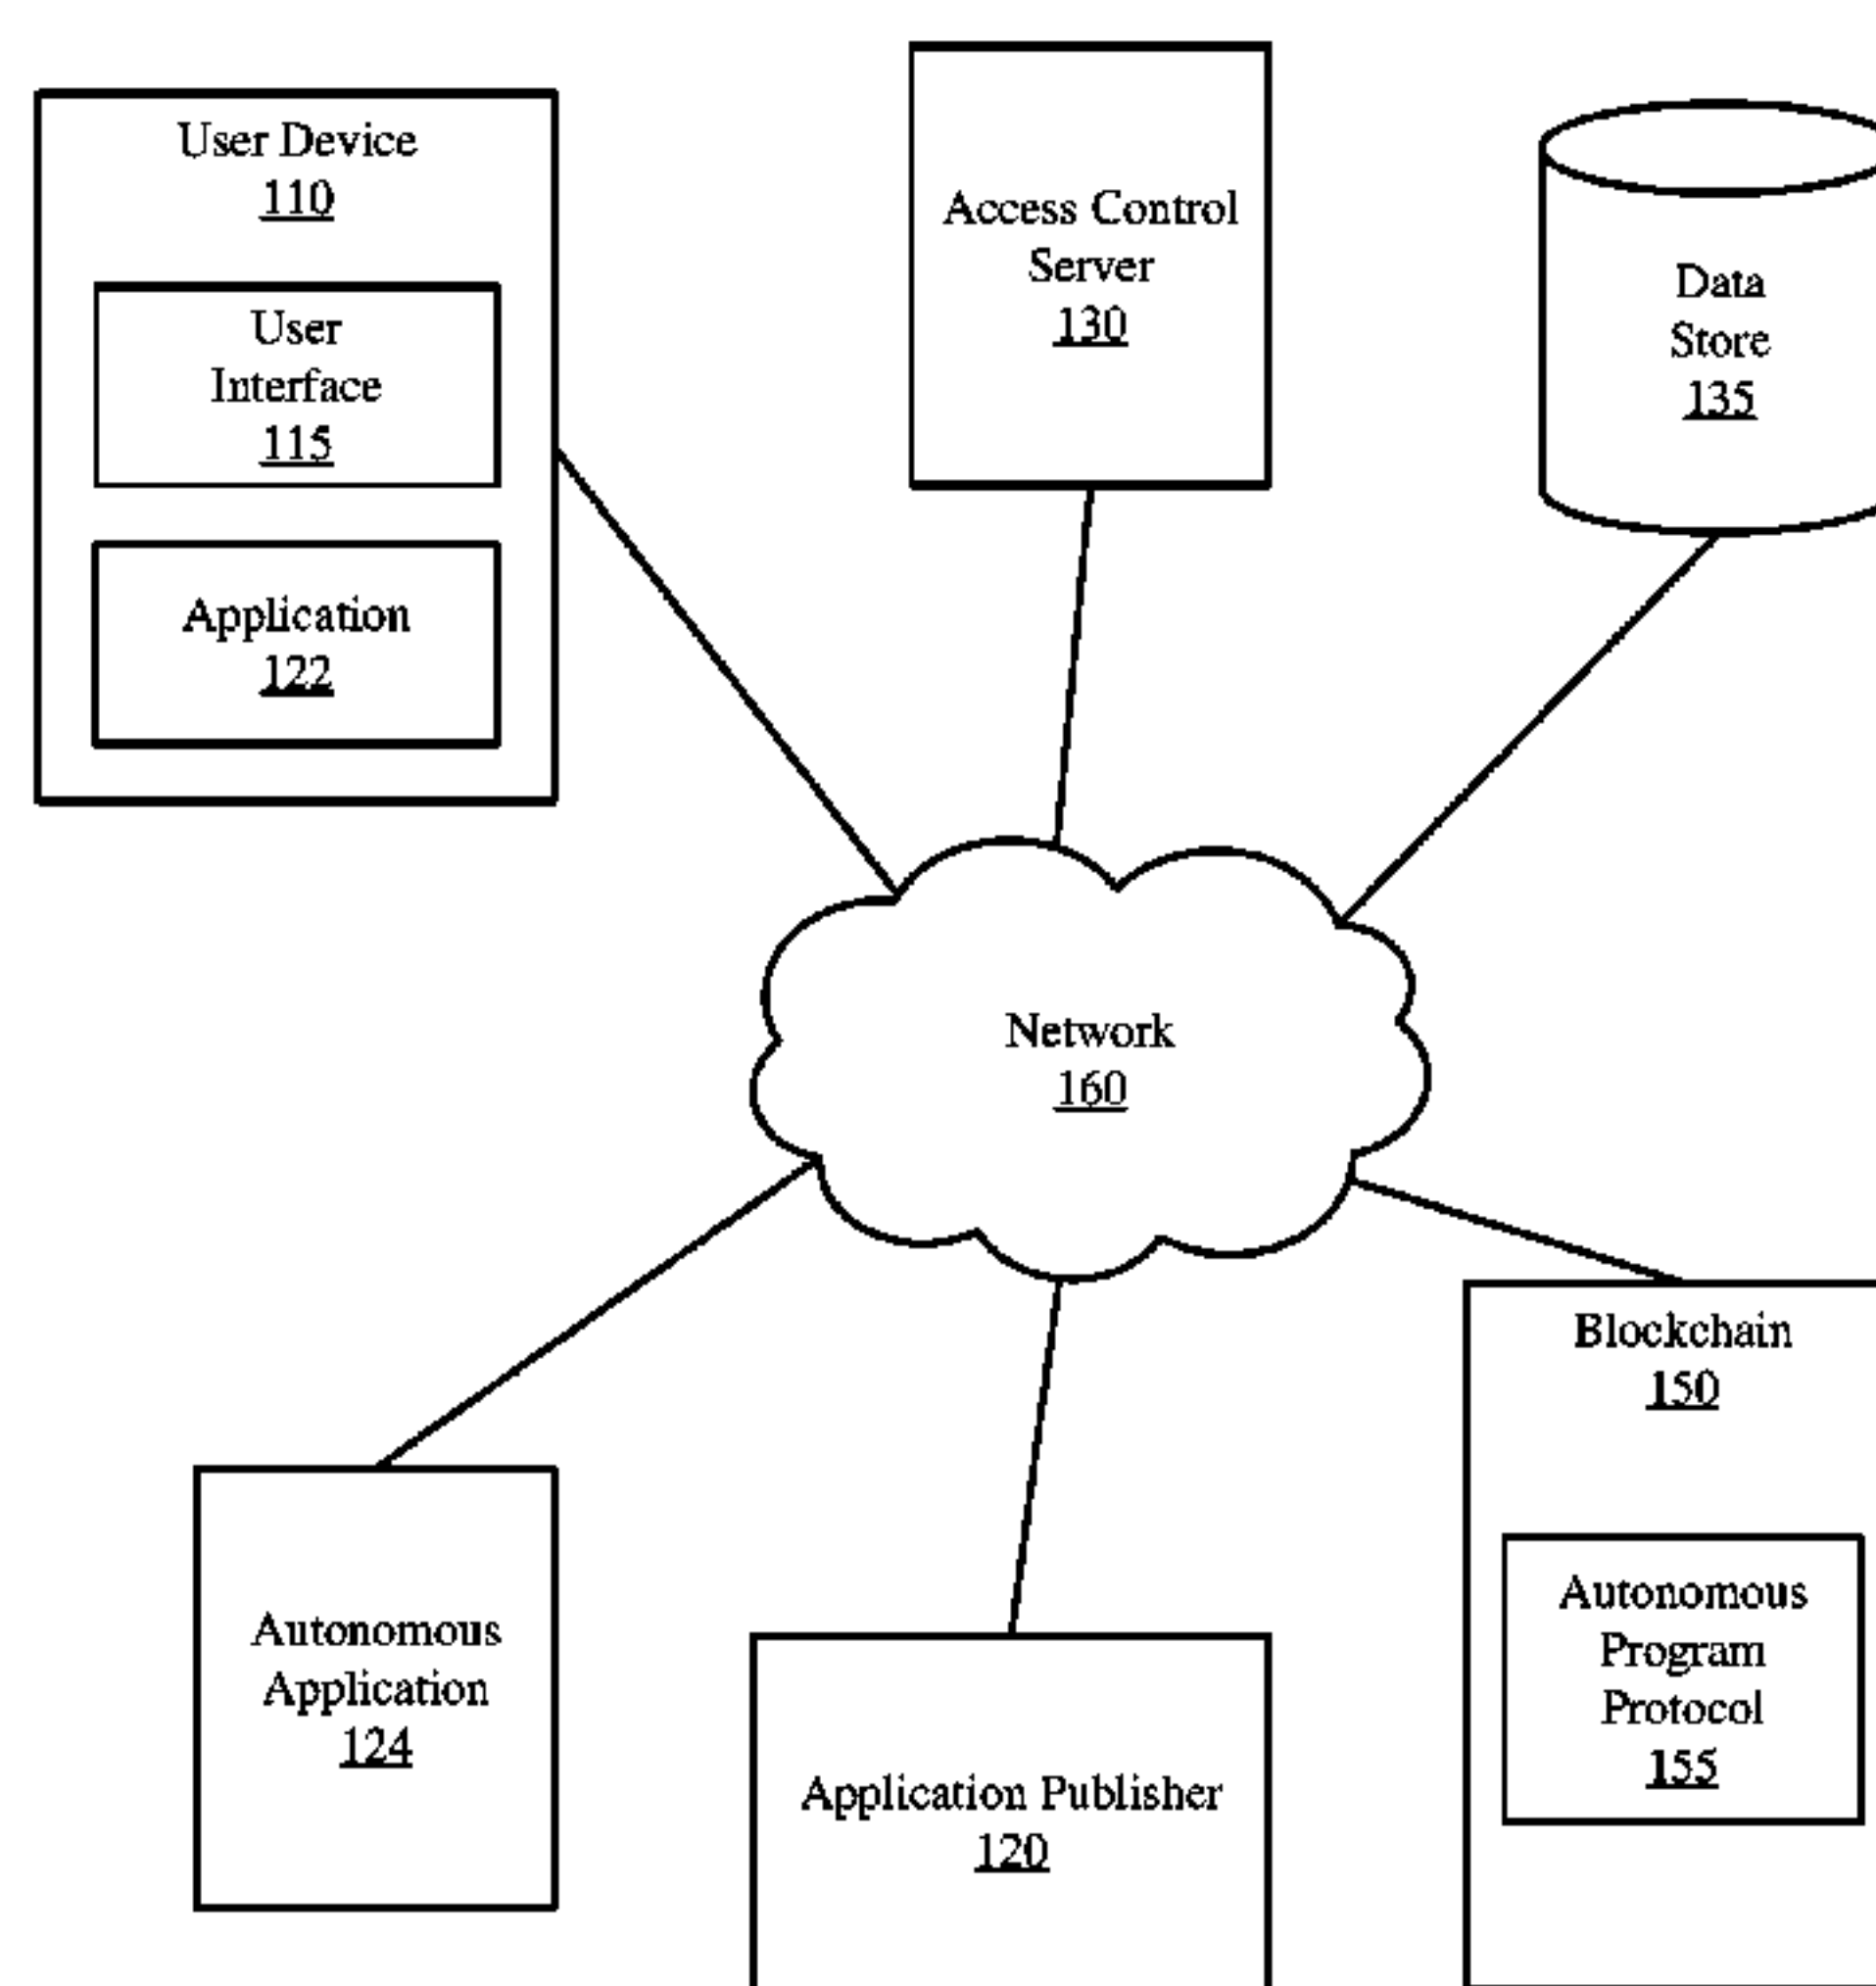 User Device
110
User
Interface
115
Application
122
Access Control
Server
130
Data
Store
135
Network
160
Autonomous
Application
124
Application Publisher
120
Blockchain
150
Autonomous
Program
Protocol
155